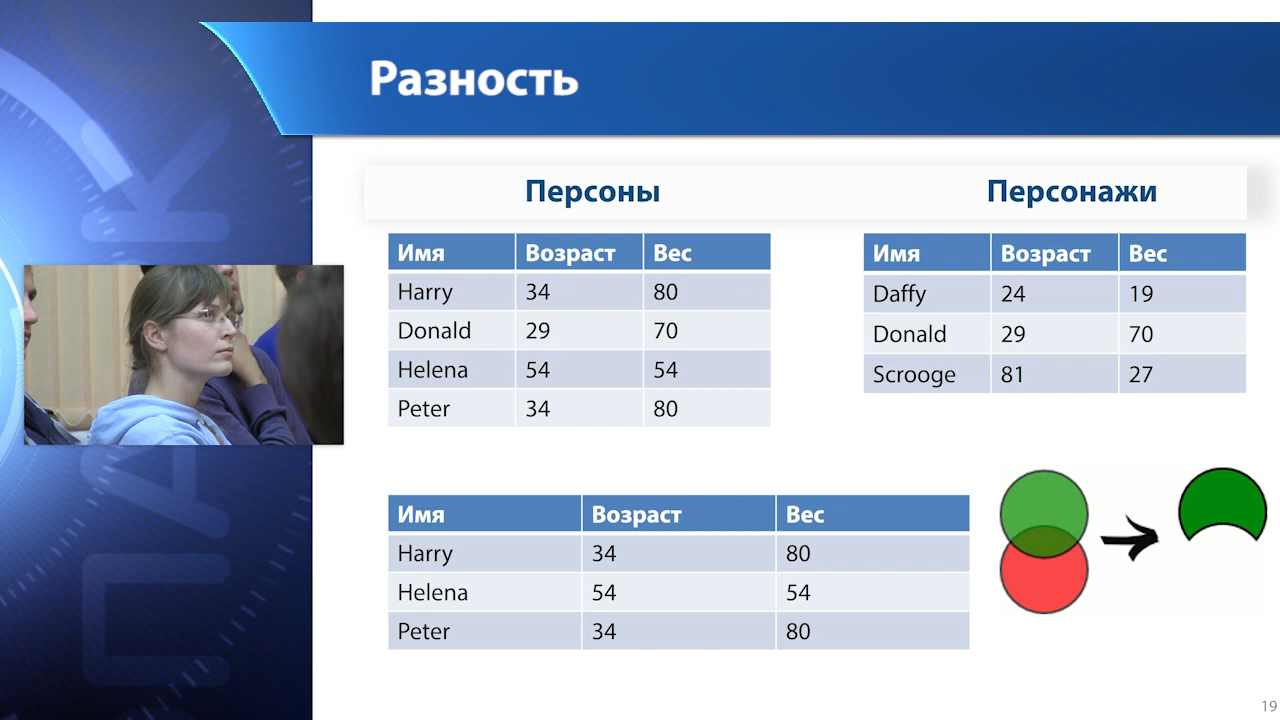 Разность
Персоны
Имя Возраст Вес
Harry 34 80
Donald 29 70
Helena 54 54
Peter 34 80
Персонажи
Имя Возраст Вес
Daffy 24 19
Donald 29 70
Scrooge 81 27
Имя Возраст Вес
Harry 34 80
Helena 54 54
Peter 34 80
19